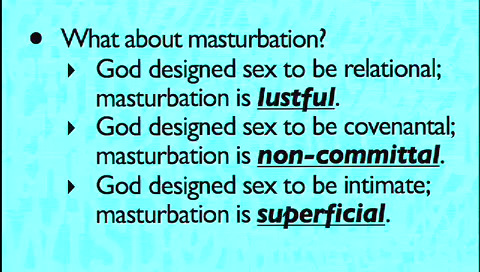 What about masturbation?
God designed sex to be relational;
masturbation is lustful.
God designed sex to be covenantal;
masturbation is non-committal.
God designed sex to be intimate;
masturbation is superficial.